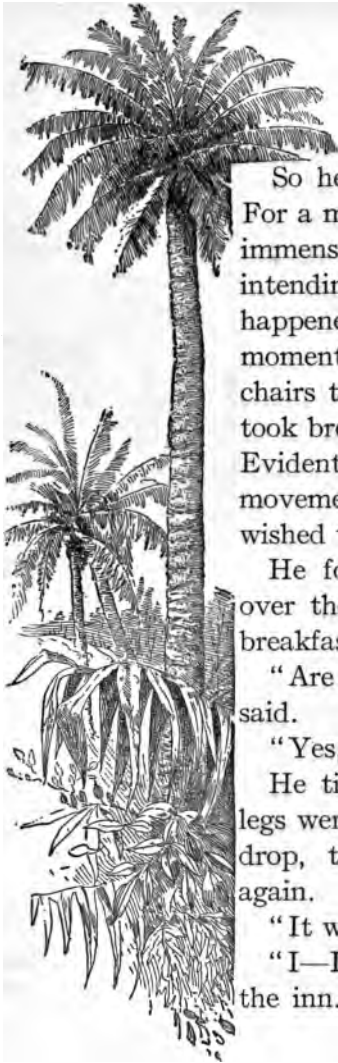 So he
For a m
immens
intendin
happene
moment
chairs t
took bre
Evident
moveme
wished t
He fo
over the
breakfas
"Are
said.
"Yes,
He ti
legs wer
drop, t
again.
"It w
"I—I
the inn.